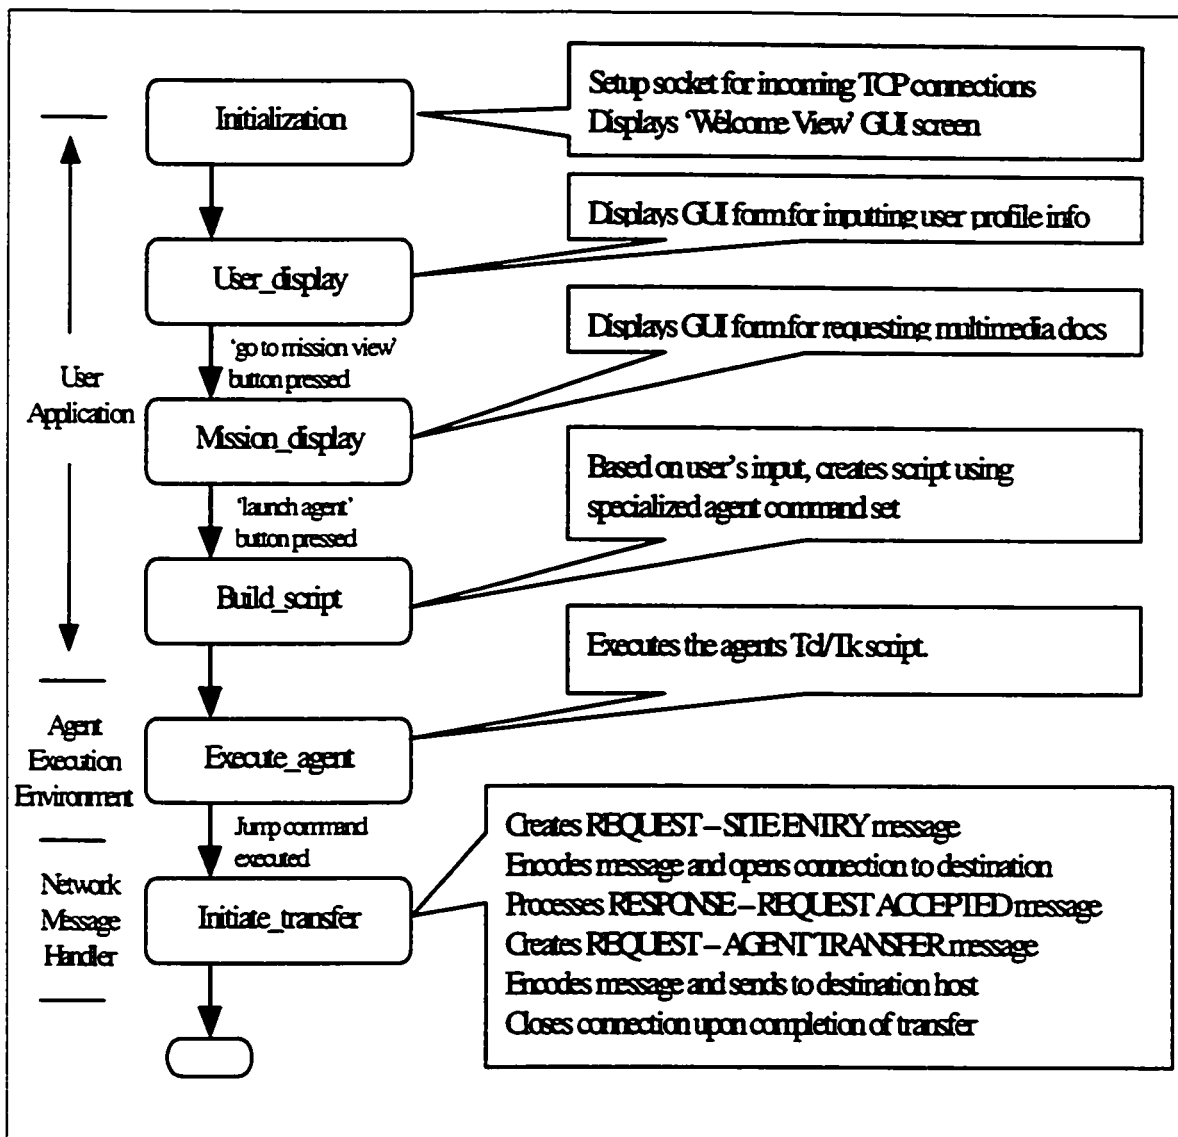 Initialization
Setup socket for incoming TCP connections
Displays ‘Welcome View’ GUI screen
User_display
Displays GUI form for inputting user profile info
‘go to mission view’
button pressed
Mission_display
Displays GUI form for requesting multimedia docs
User
Application
‘launch agent’
button pressed
Build_script
Based on user’s input, creates script using
specialized agent command set
Execute_agent
Executes the agents Tcl/Tk script.
Agent
Execution
Environment
Jump command
executed
Initiate_transfer
Network
Message
Handler
Creates REQUEST – SITE ENTRY message
Encodes message and opens connection to destination
Processes RESPONSE – REQUEST ACCEPTED message
Creates REQUEST – AGENT TRANSFER message
Encodes message and sends to destination host
Closes connection upon completion of transfer